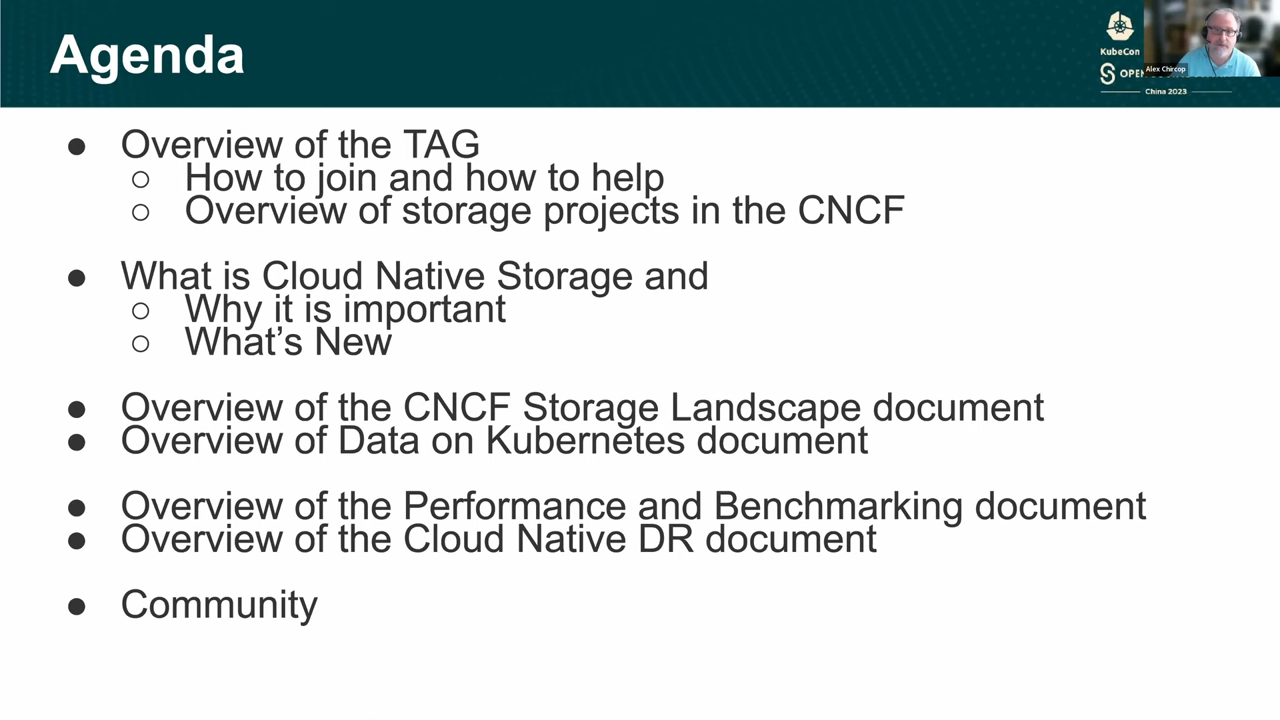 Agenda
KubeCon
Alex Chircop
OPEN
China 2023
● Overview of the TAG
○ How to join and how to help
○ Overview of storage projects in the CNCF
● What is Cloud Native Storage and
○ Why it is important
○ What’s New
● Overview of the CNCF Storage Landscape document
● Overview of Data on Kubernetes document
● Overview of the Performance and Benchmarking document
● Overview of the Cloud Native DR document
● Community